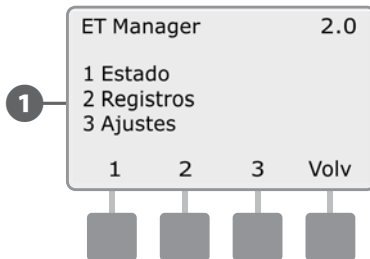 ET Manager 2.0
1 Estado
1
2 Registros
3 Ajustes
1 2 3 Volv